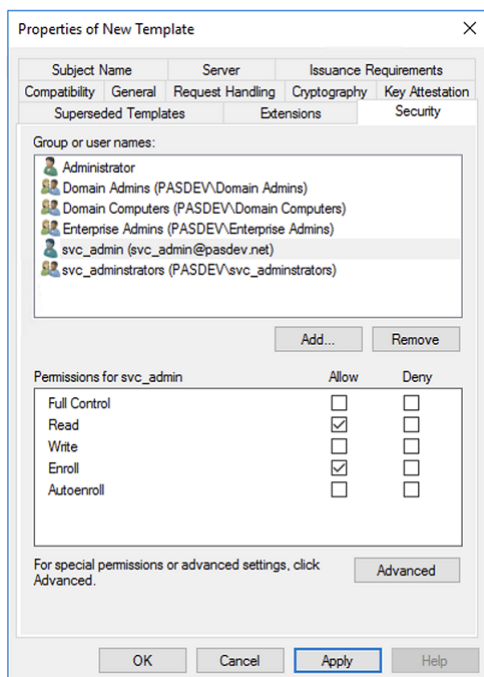 Properties of New Template
Subject Name Server Issuance Requirements
Compatibility General Request Handling Cryptography Key Attestation
Superseded Templates Extensions Security
Group or user names:
Administrator
Domain Admins (PASDEV\Domain Admins)
Domain Computers (PASDEV\Domain Computers)
Enterprise Admins (PASDEV\Enterprise Admins)
svc_admin (svc_admin@pasdev.net)
svc_adminstrators (PASDEV\svc_adminstrators)
Add... Remove
Permissions for svc_admin Allow Deny
Full Control
Read
Write
Enroll
Autoenroll
For special permissions or advanced settings, click
Advanced. Advanced
OK Cancel Apply Help